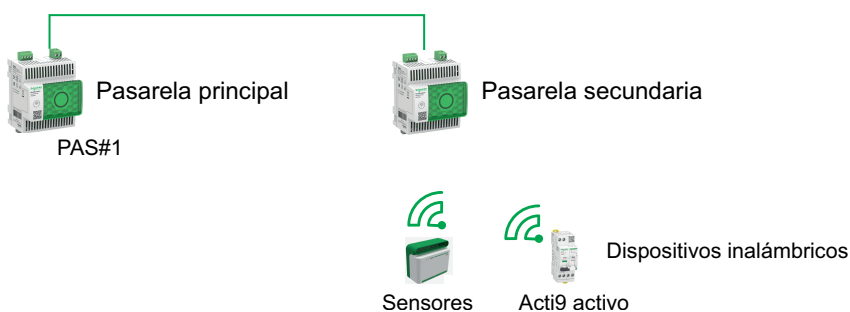 Pasarela principal
Pasarela secundaria
PAS#1
Dispositivos inalámbricos
Sensores
Acti9 activo